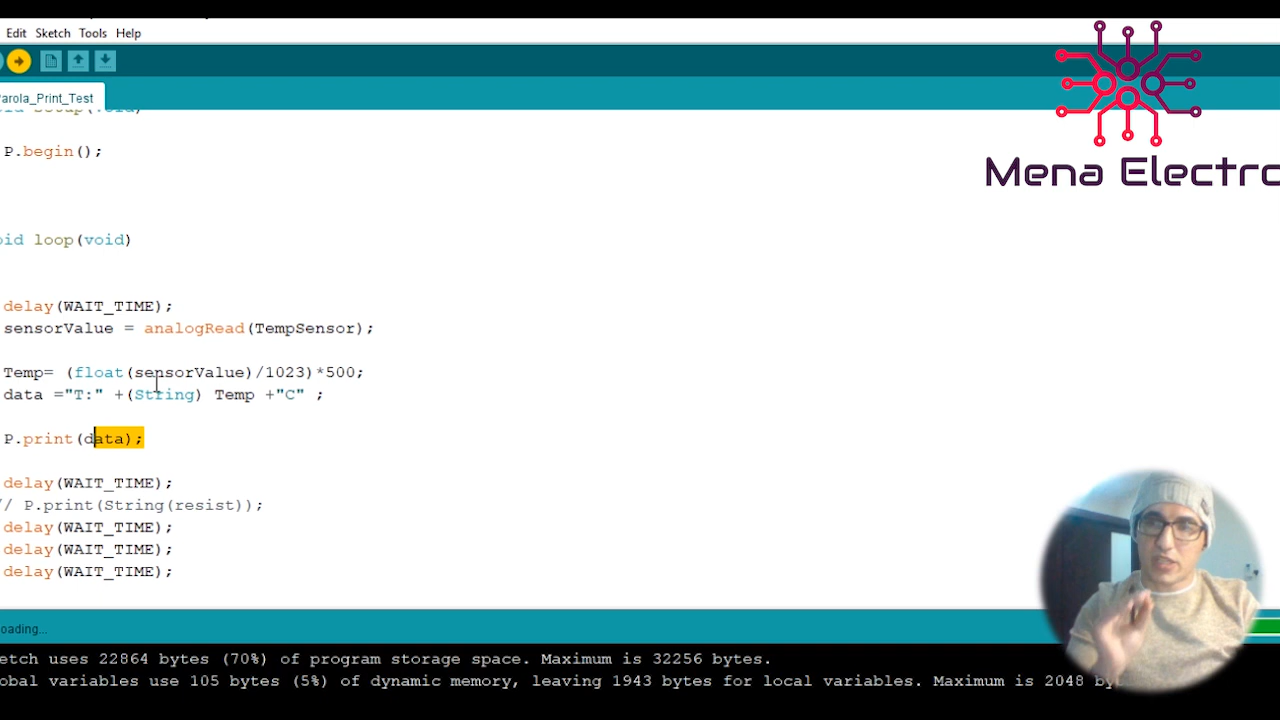 Edit Sketch Tools Help
Mena Electro
arola_Print_Test
P.begin();
oid loop(void)
delay(WAIT_TIME);
sensorValue = analogRead(TempSensor);
Temp= (float(sensorValue)/1023)*500;
data ="T:" +(String) Temp +"C" ;
P.print(data);
delay(WAIT_TIME);
// P.print(String(resist));
delay(WAIT_TIME);
delay(WAIT_TIME);
delay(WAIT_TIME);
oading...
etch uses 22864 bytes (70%) of program storage space. Maximum is 32256 bytes.
obal variables use 105 bytes (5%) of dynamic memory, leaving 1943 bytes for local variables. Maximum is 2048 by